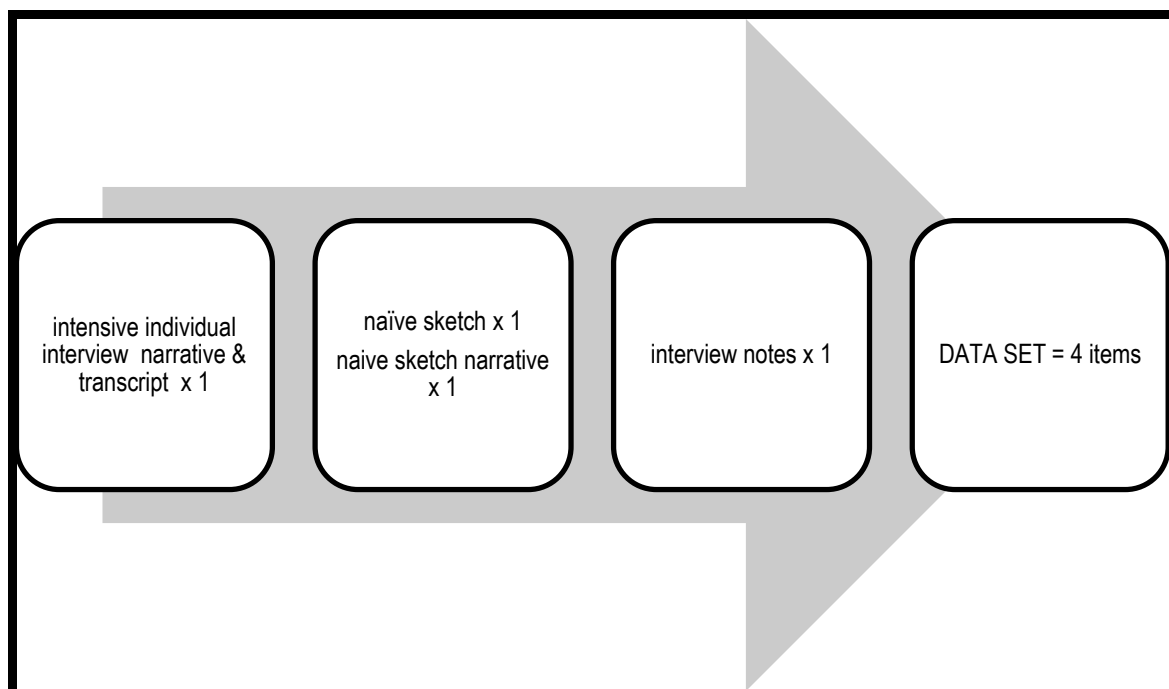 intensive individual
interview narrative &
transcript x 1
naïve sketch x 1
naive sketch narrative
x 1
interview notes x 1
DATA SET = 4 items